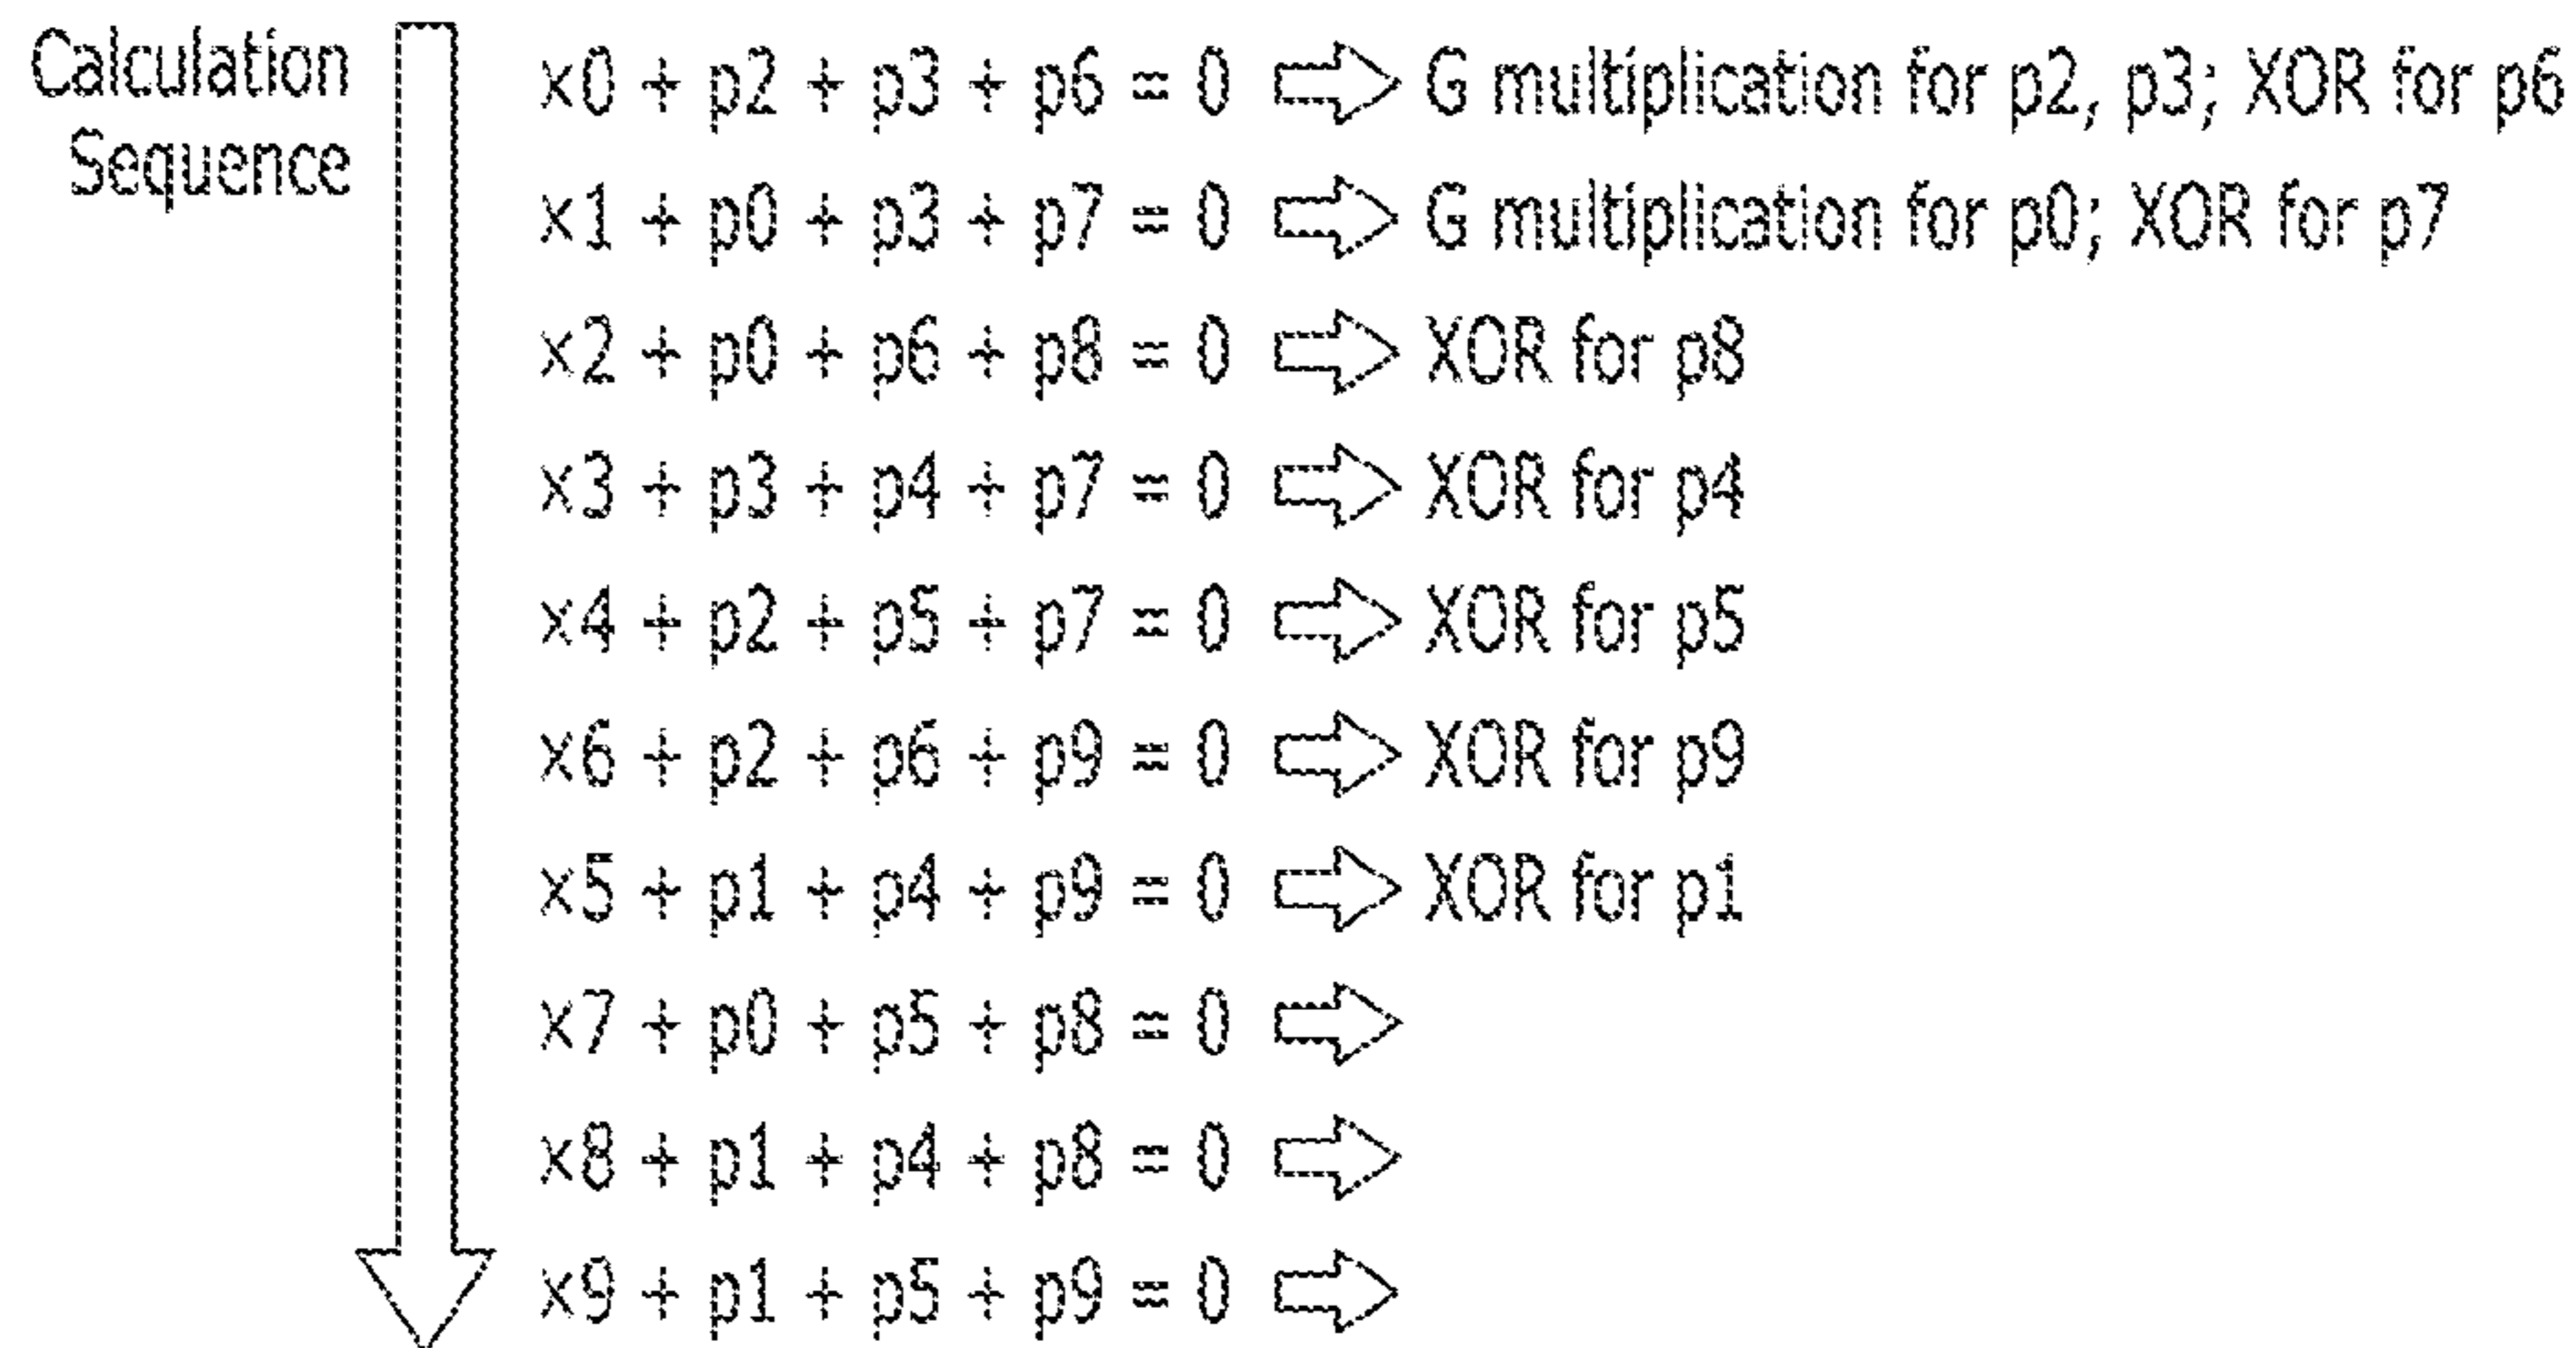 Calculation
Sequence
x0 + p2 + p3 + p6 = 0 ⇨ G multiplication for p2, p3; XOR for p6
x1 + p0 + p3 + p7 = 0 ⇨ G multiplication for p0; XOR for p7
x2 + p0 + p6 + p8 = 0 ⇨ XOR for p8
x3 + p3 + p4 + p7 = 0 ⇨ XOR for p4
x4 + p2 + p5 + p7 = 0 ⇨ XOR for p5
x6 + p2 + p6 + p9 = 0 ⇨ XOR for p9
x5 + p1 + p4 + p9 = 0 ⇨ XOR for p1
x7 + p0 + p5 + p8 = 0 ⇨
x8 + p1 + p4 + p8 = 0 ⇨
x9 + p1 + p5 + p9 = 0 ⇨